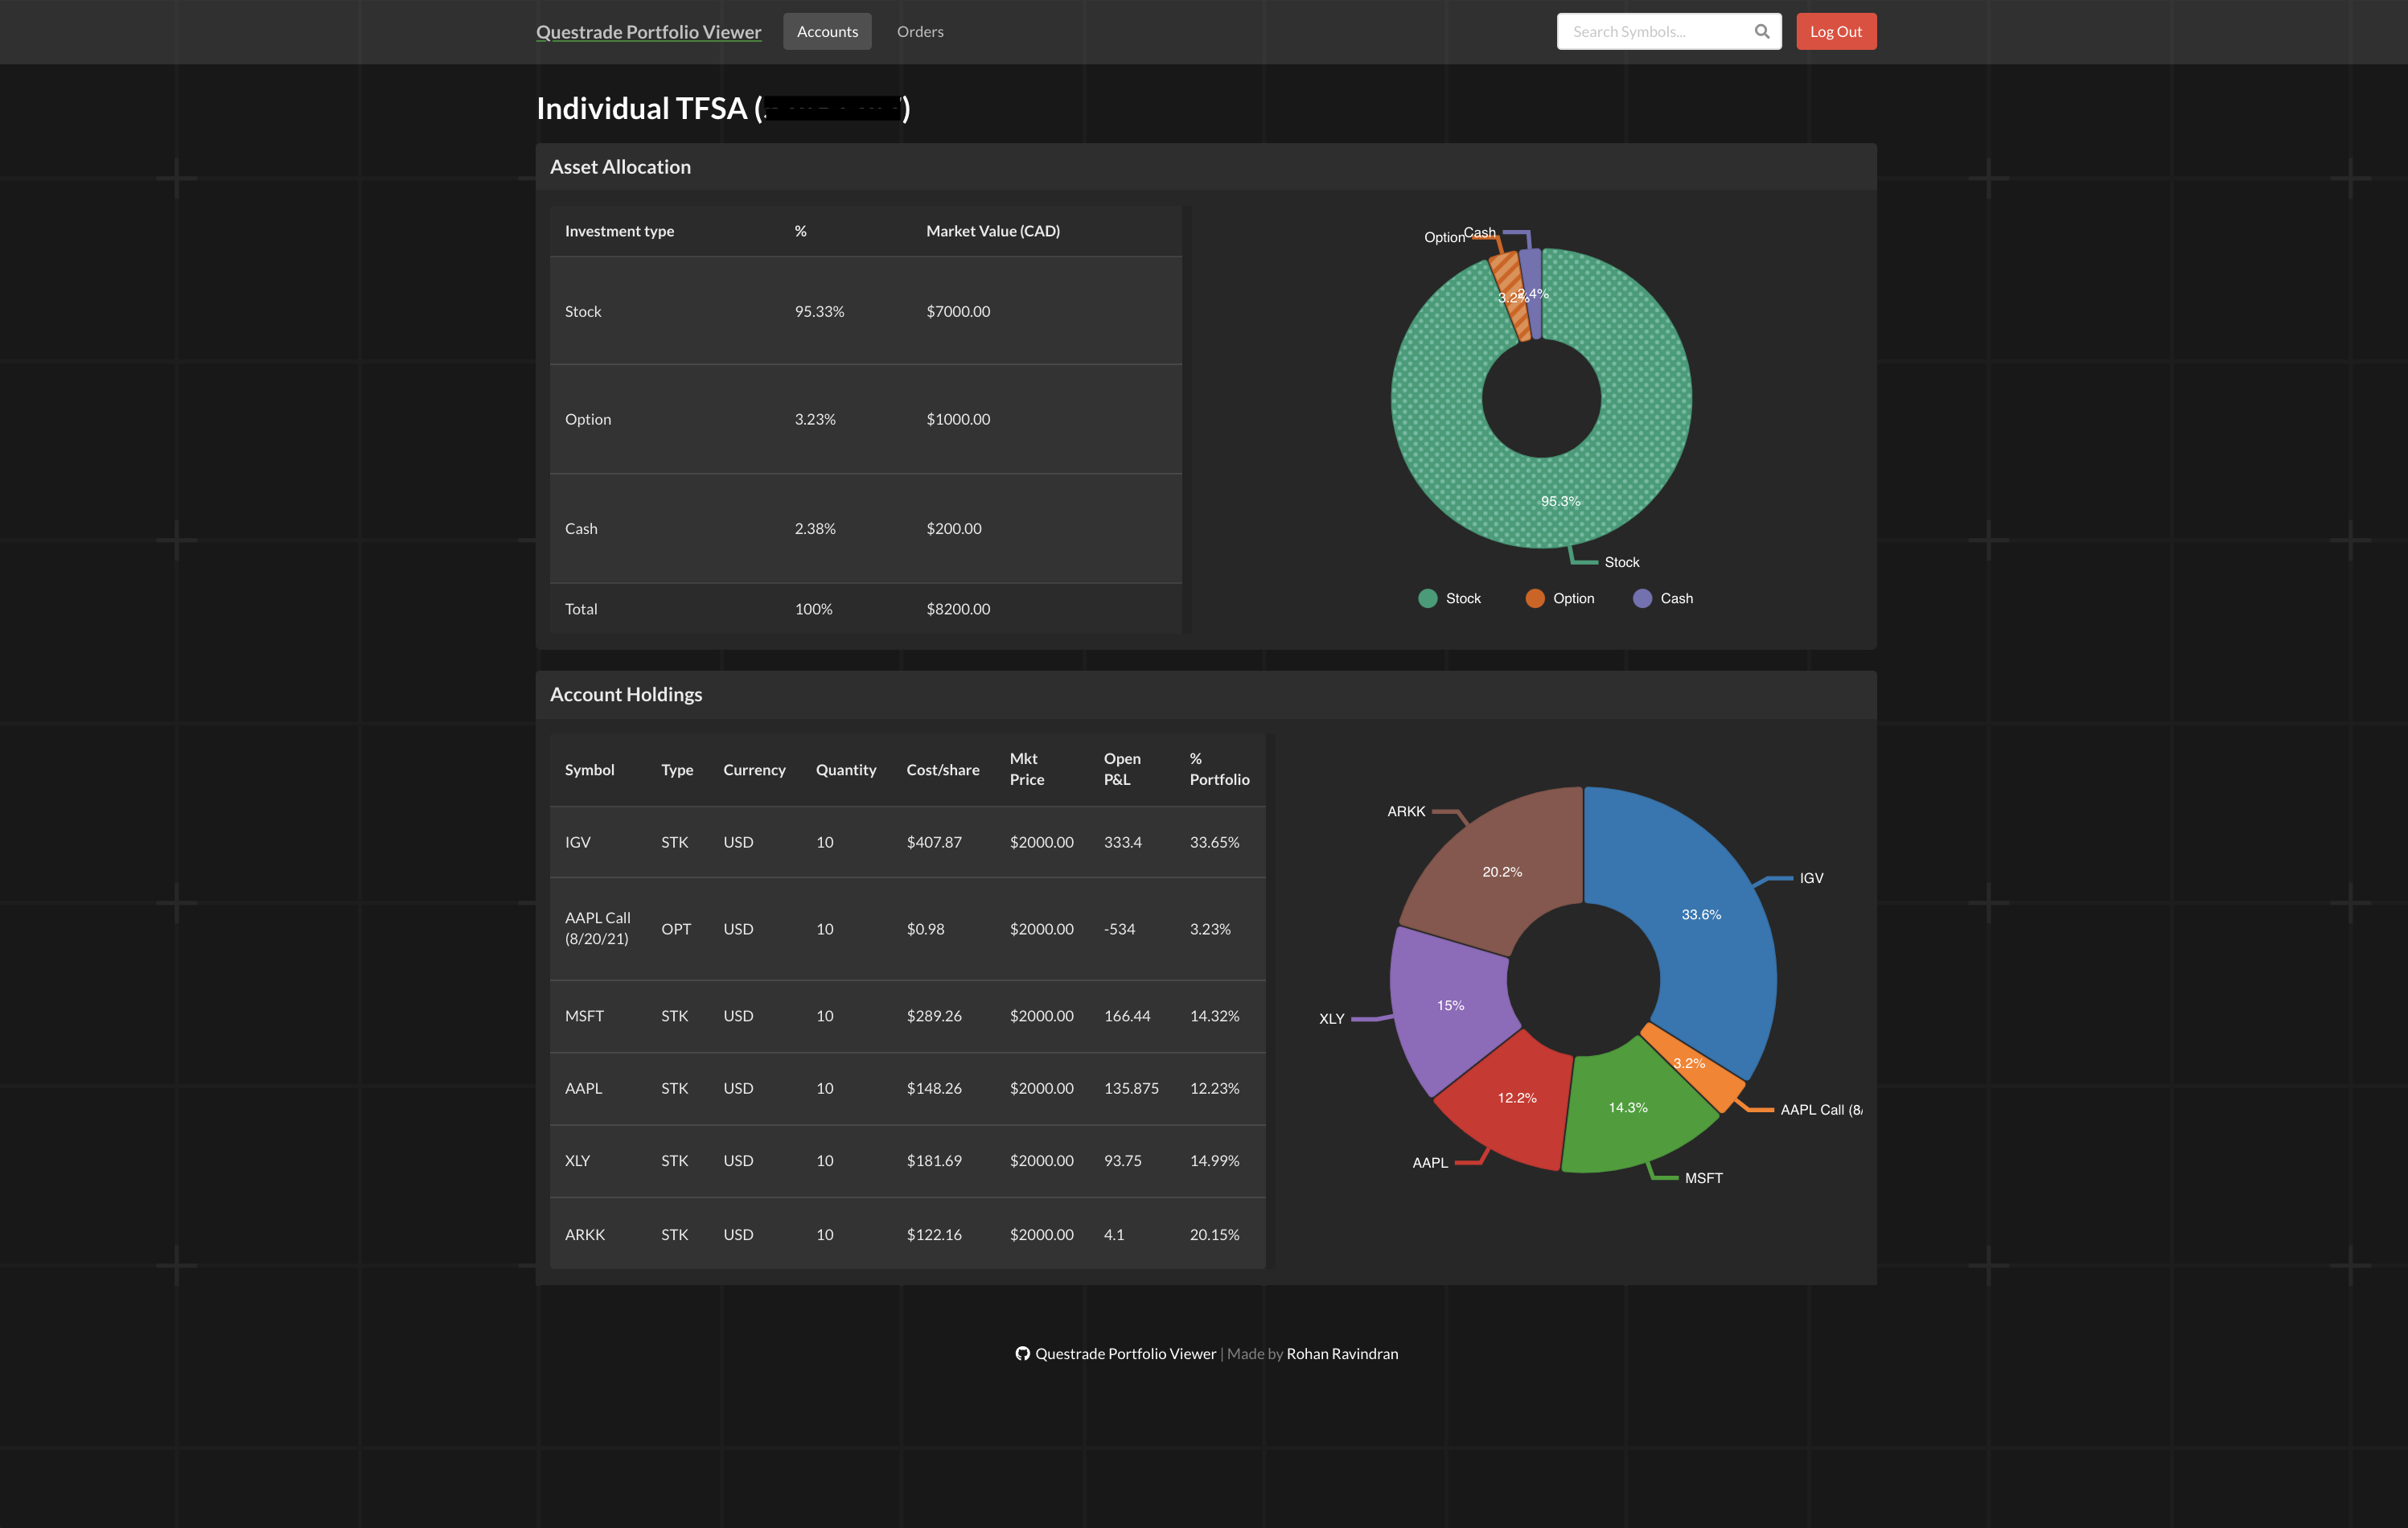 Questrade Portfolio Viewer Accounts Orders Search Symbols... Log Out
Individual TFSA ( )
Asset Allocation
Investment type % Market Value (CAD)
Stock 95.33% $7000.00
Option 3.23% $1000.00
Cash 2.38% $200.00
Total 100% $8200.00
Cash
Option
3.2% 2.4%
95.3%
Stock
Stock Option Cash
Account Holdings
Symbol Type Currency Quantity Cost/share Mkt Price Open P&L % Portfolio
IGV STK USD 10 $407.87 $2000.00 333.4 33.65%
AAPL Call (8/20/21) OPT USD 10 $0.98 $2000.00 -534 3.23%
MSFT STK USD 10 $289.26 $2000.00 166.44 14.32%
AAPL STK USD 10 $148.26 $2000.00 135.875 12.23%
XLY STK USD 10 $181.69 $2000.00 93.75 14.99%
ARKK STK USD 10 $122.16 $2000.00 4.1 20.15%
ARKK
20.2%
IGV
33.6%
XLY
15%
3.2%
12.2%
14.3%
AAPL Call (8/
AAPL
MSFT
Questrade Portfolio Viewer | Made by Rohan Ravindran